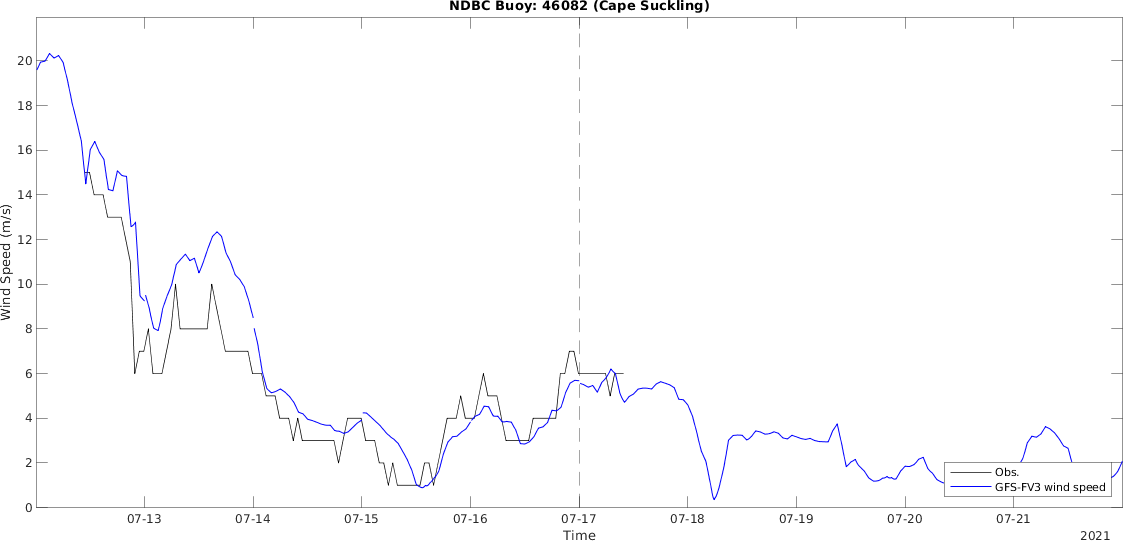 NDBC Buoy: 46082 (Cape Suckling)
20
18
16
14
12
10
8
6
4
2
0
Wind Speed (m/s)
07-13 07-14 07-15 07-16 07-17 07-18 07-19 07-20 07-21
Time
2021
Obs.
GFS-FV3 wind speed